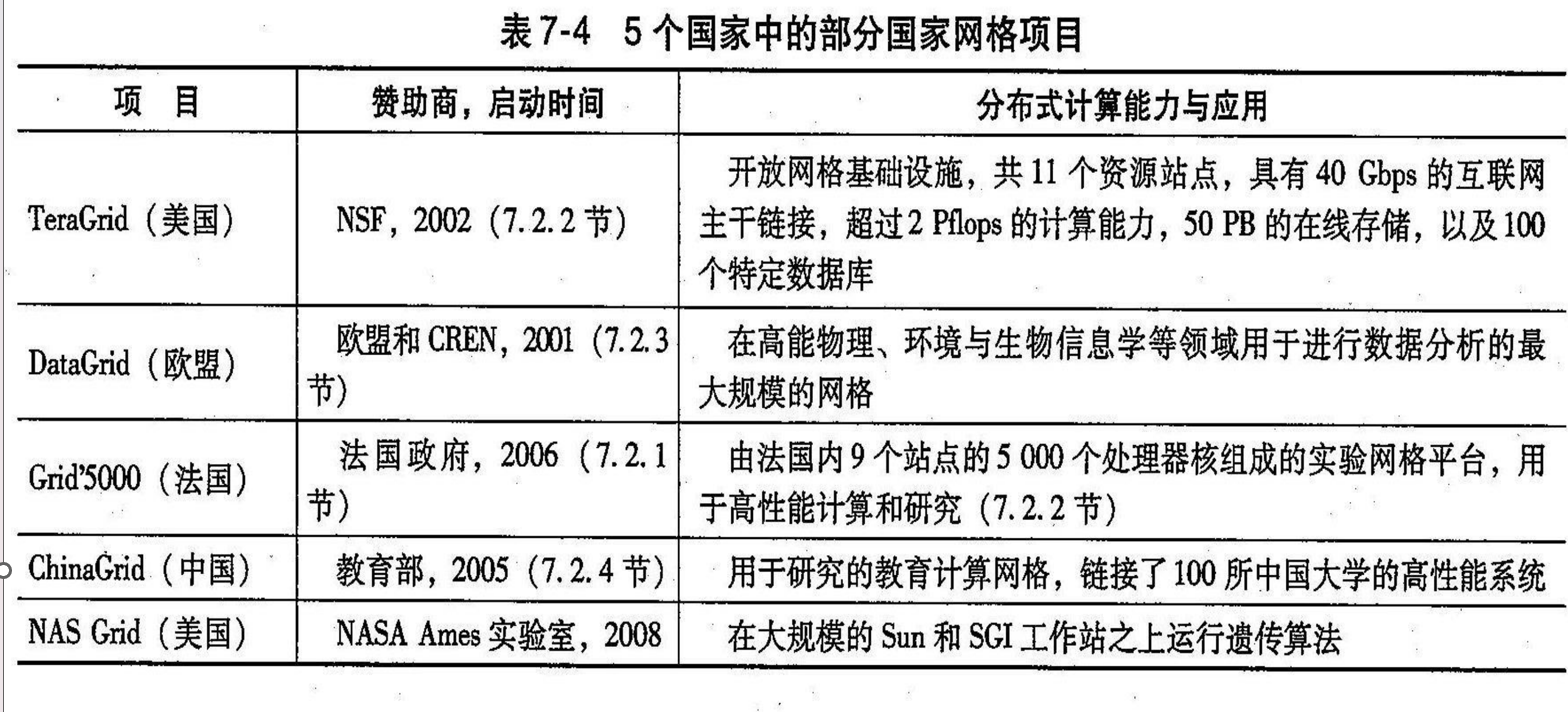 表 7-4 5 个国家中的部分国家网格项目
项 目 赞助商，启动时间 分布式计算能力与应用
TeraGrid（美国） NSF，2002（7.2.2 节） 开放网格基础设施，共 11 个资源站点，具有 40 Gbps 的互联网
主干链接，超过 2 Pflops 的计算能力，50 PB 的在线存储，以及 100
个特定数据库
DataGrid（欧盟） 欧盟和 CREN，2001（7.2.3
节） 在高能物理、环境与生物信息学等领域用于进行数据分析的最
大规模的网格
Grid'5000（法国） 法国政府，2006（7.2.1
节） 由法国内 9 个站点的 5 000 个处理器核组成的实验网格平台，用
于高性能计算和研究（7.2.2 节）
ChinaGrid（中国） 教育部，2005（7.2.4 节） 用于研究的教育计算网格，链接了 100 所中国大学的高性能系统
NAS Grid（美国） NASA Ames 实验室，2008 在大规模的 Sun 和 SGI 工作站之上运行遗传算法